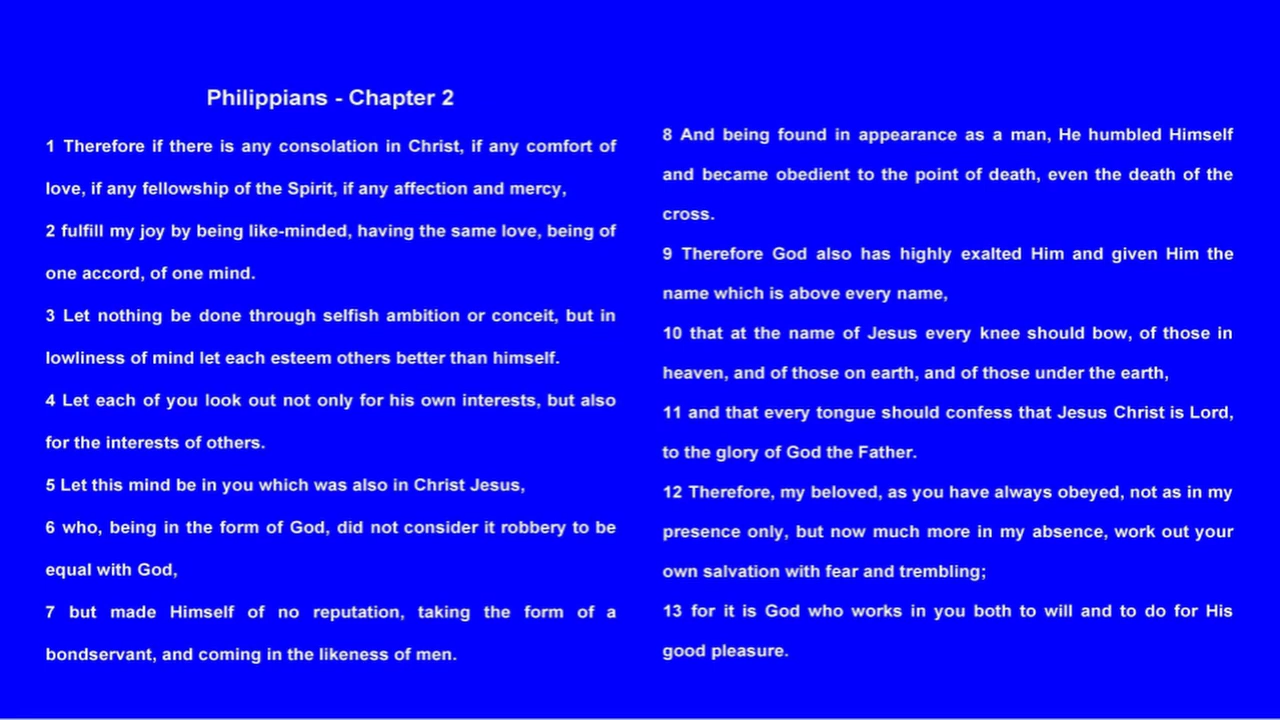 Philippians - Chapter 2
1 Therefore if there is any consolation in Christ, if any comfort of
love, if any fellowship of the Spirit, if any affection and mercy,
2 fulfill my joy by being like-minded, having the same love, being of
one accord, of one mind.
3 Let nothing be done through selfish ambition or conceit, but in
lowliness of mind let each esteem others better than himself.
4 Let each of you look out not only for his own interests, but also
for the interests of others.
5 Let this mind be in you which was also in Christ Jesus,
6 who, being in the form of God, did not consider it robbery to be
equal with God,
7 but made Himself of no reputation, taking the form of a
bondservant, and coming in the likeness of men.
8 And being found in appearance as a man, He humbled Himself
and became obedient to the point of death, even the death of the
cross.
9 Therefore God also has highly exalted Him and given Him the
name which is above every name,
10 that at the name of Jesus every knee should bow, of those in
heaven, and of those on earth, and of those under the earth,
11 and that every tongue should confess that Jesus Christ is Lord,
to the glory of God the Father.
12 Therefore, my beloved, as you have always obeyed, not as in my
presence only, but now much more in my absence, work out your
own salvation with fear and trembling;
13 for it is God who works in you both to will and to do for His
good pleasure.